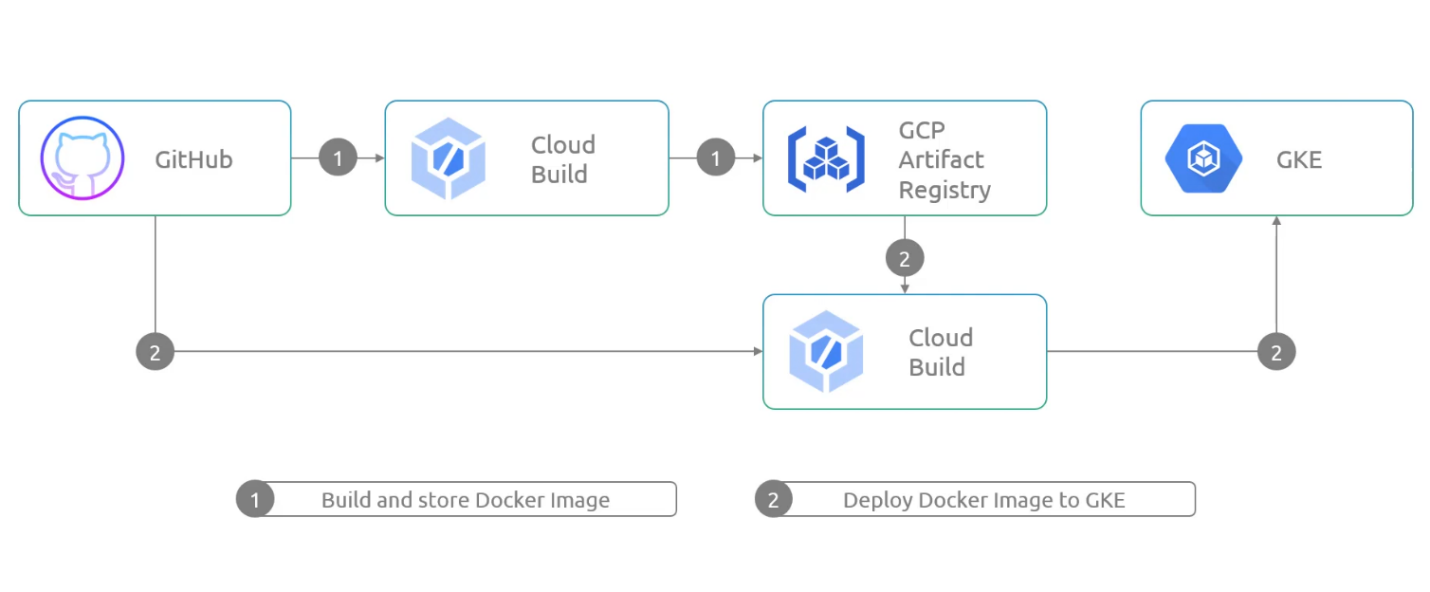 GitHub
1
Cloud
Build
1
GCP
Artifact
Registry
GKE
2
2
Cloud
Build
2
1 Build and store Docker Image
2 Deploy Docker Image to GKE